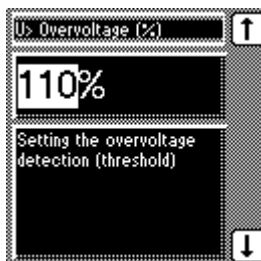 U> Overvoltage (%)
110%
Setting the overvoltage
detection (threshold)